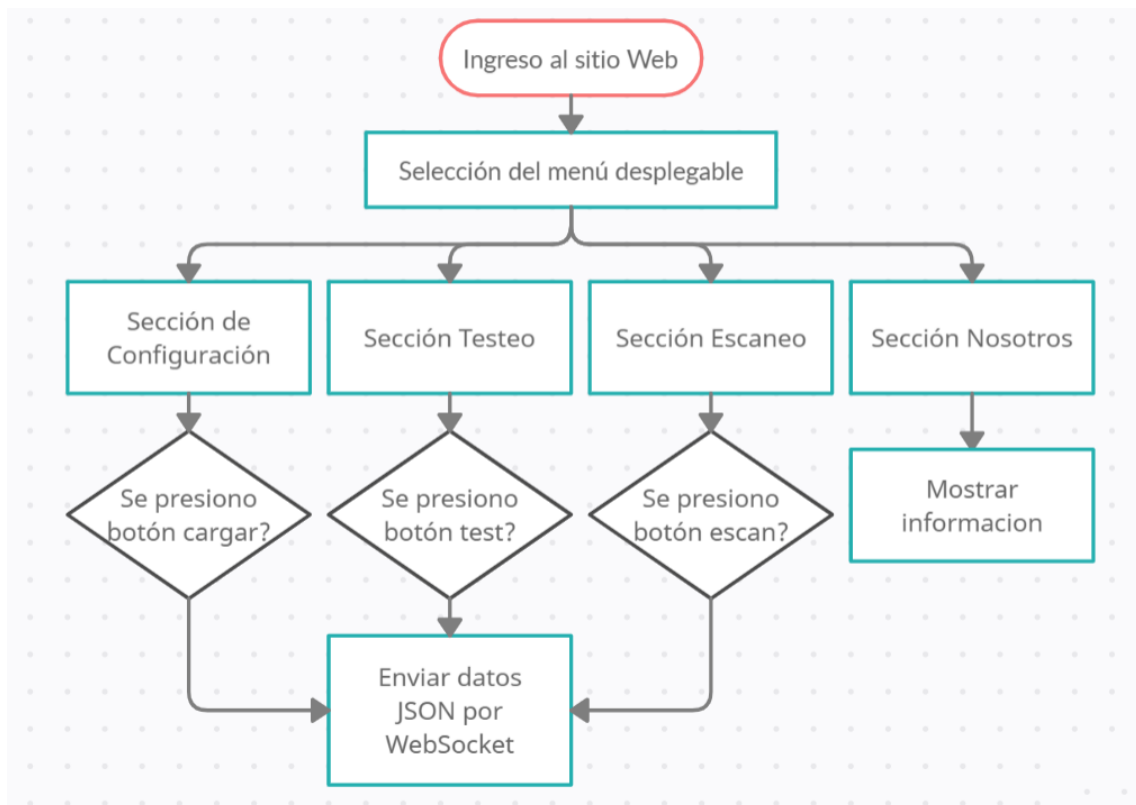 Ingreso al sitio Web
Selección del menú desplegable
Sección de
Configuración
Sección Testeo
Sección Escaneo
Sección Nosotros
Se presiono
botón cargar?
Se presiono
botón test?
Se presiono
botón escan?
Mostrar
informacion
Enviar datos
JSON por
WebSocket